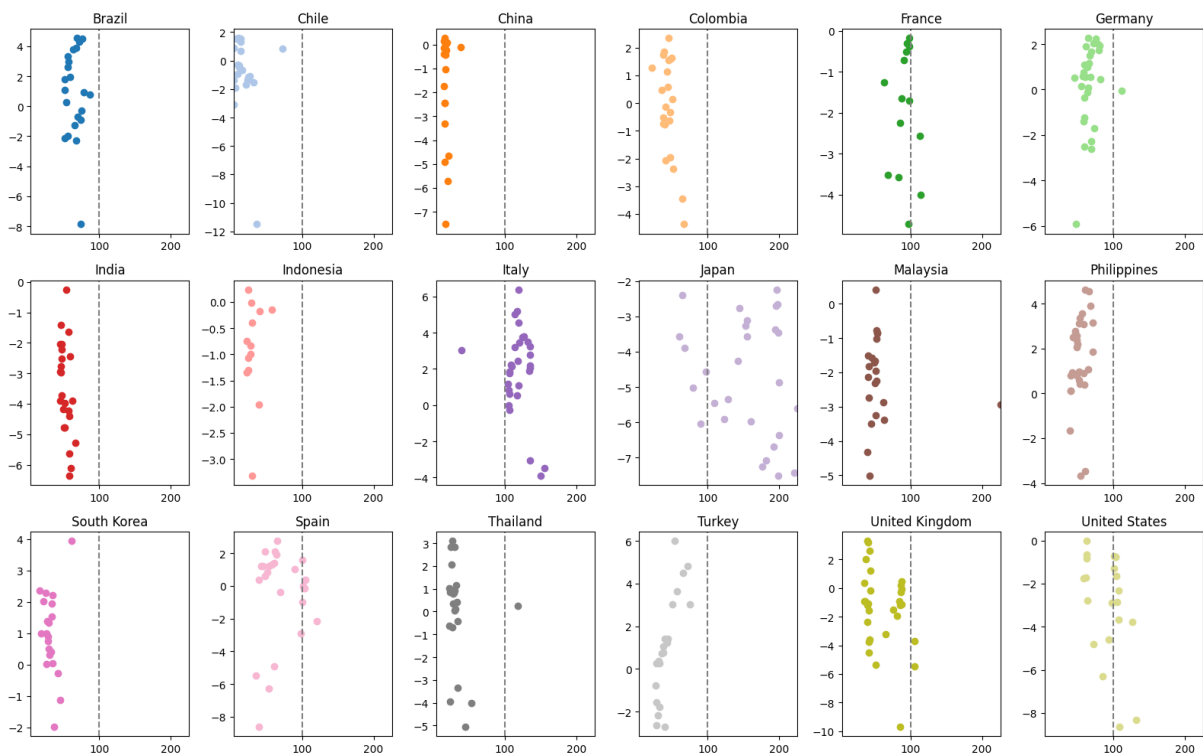 Brazil Chile China Colombia France Germany
4 2 0 −2 −4 −6 −8
2 0 −2 −4 −6 −8 −10 −12
0 −1 −2 −3 −4 −5 −6 −7
2 1 0 −1 −2 −3 −4
0 −1 −2 −3 −4
2 0 −2 −4 −6
100 200 100 200 100 200 100 200 100 200 100 200
India Indonesia Italy Japan Malaysia Philippines
0 −1 −2 −3 −4 −5 −6
0.0 −0.5 −1.0 −1.5 −2.0 −2.5 −3.0
6 4 2 0 −2 −4
−2 −3 −4 −5 −6 −7
0 −1 −2 −3 −4 −5
4 2 0 −2 −4
100 200 100 200 100 200 100 200 100 200 100 200
South Korea Spain Thailand Turkey United Kingdom United States
4 3 2 1 0 −1 −2
2 0 −2 −4 −6 −8
3 2 1 0 −1 −2 −3 −4 −5
6 4 2 0 −2
2 0 −2 −4 −6 −8 −10
0 −2 −4 −6 −8
100 200 100 200 100 200 100 200 100 200 100 200